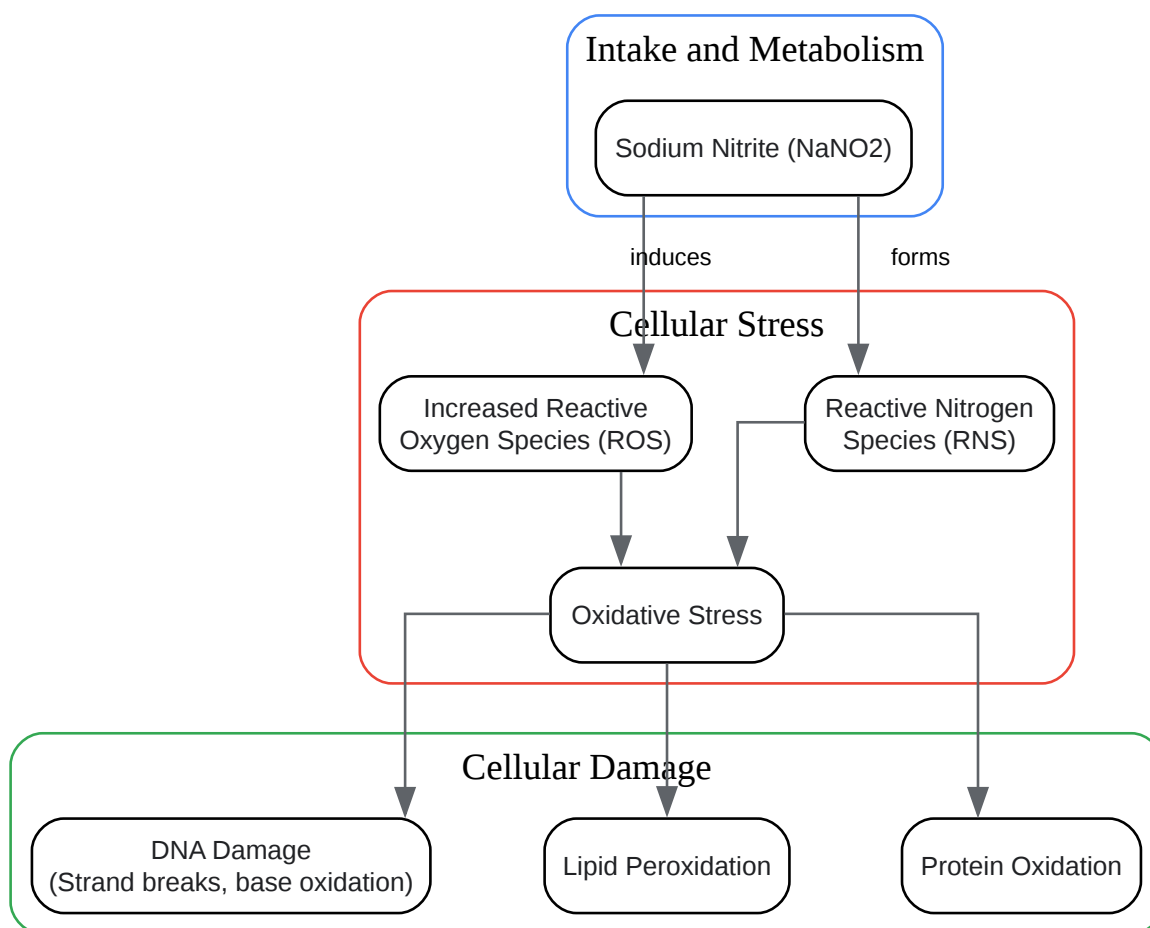 Intake and Metabolism
Sodium Nitrite (NaNO2)
induces
forms
Cellular Stress
Increased Reactive
Oxygen Species (ROS)
Reactive Nitrogen
Species (RNS)
Oxidative Stress
Cellular Damage
DNA Damage
(Strand breaks, base oxidation)
Lipid Peroxidation
Protein Oxidation